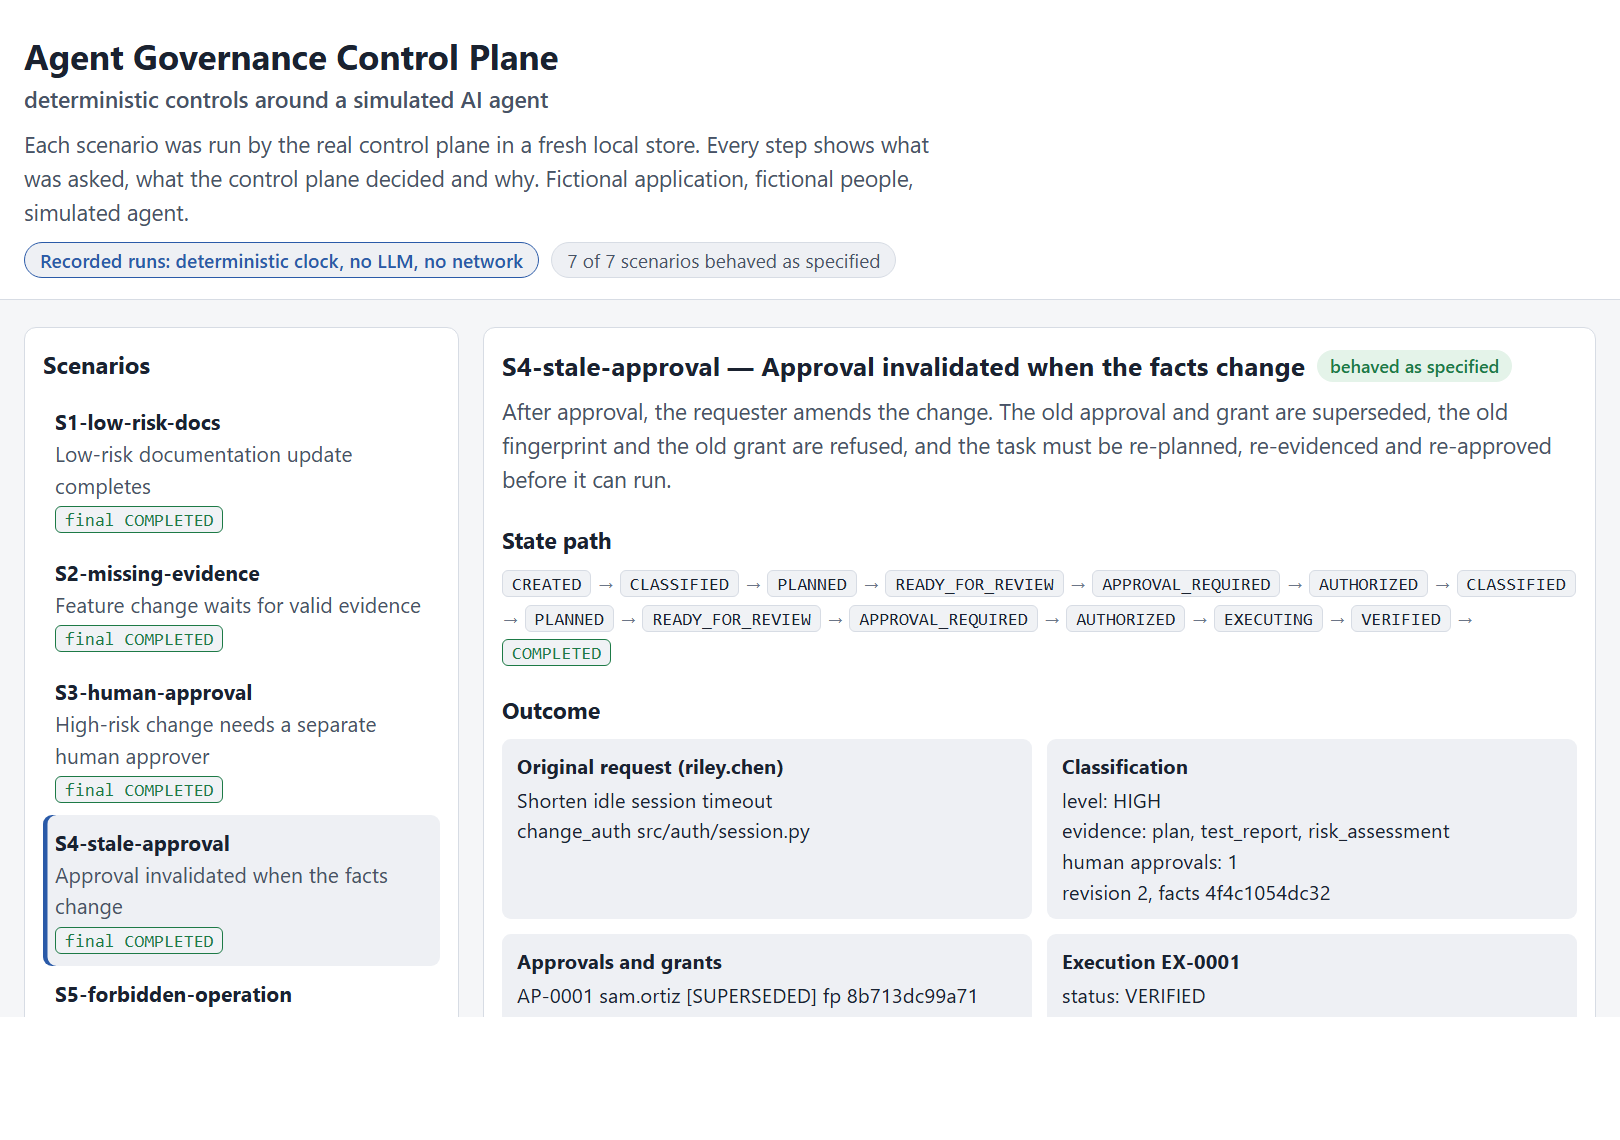 Agent Governance Control Plane
deterministic controls around a simulated AI agent
Each scenario was run by the real control plane in a fresh local store. Every step shows what
was asked, what the control plane decided and why. Fictional application, fictional people,
simulated agent.
Recorded runs: deterministic clock, no LLM, no network
7 of 7 scenarios behaved as specified
Scenarios
S1-low-risk-docs
Low-risk documentation update
completes
final COMPLETED
S2-missing-evidence
Feature change waits for valid evidence
final COMPLETED
S3-human-approval
High-risk change needs a separate
human approver
final COMPLETED
S4-stale-approval
Approval invalidated when the facts
change
final COMPLETED
S5-forbidden-operation
S4-stale-approval — Approval invalidated when the facts change
behaved as specified
After approval, the requester amends the change. The old approval and grant are superseded, the old
fingerprint and the old grant are refused, and the task must be re-planned, re-evidenced and re-approved
before it can run.
State path
CREATED → CLASSIFIED → PLANNED → READY_FOR_REVIEW → APPROVAL_REQUIRED → AUTHORIZED → CLASSIFIED
→ PLANNED → READY_FOR_REVIEW → APPROVAL_REQUIRED → AUTHORIZED → EXECUTING → VERIFIED →
COMPLETED
Outcome
Original request (riley.chen)
Shorten idle session timeout
change_auth src/auth/session.py
Classification
level: HIGH
evidence: plan, test_report, risk_assessment
human approvals: 1
revision 2, facts 4f4c1054dc32
Approvals and grants
AP-0001 sam.ortiz [SUPERSEDED] fp 8b713dc99a71
Execution EX-0001
status: VERIFIED